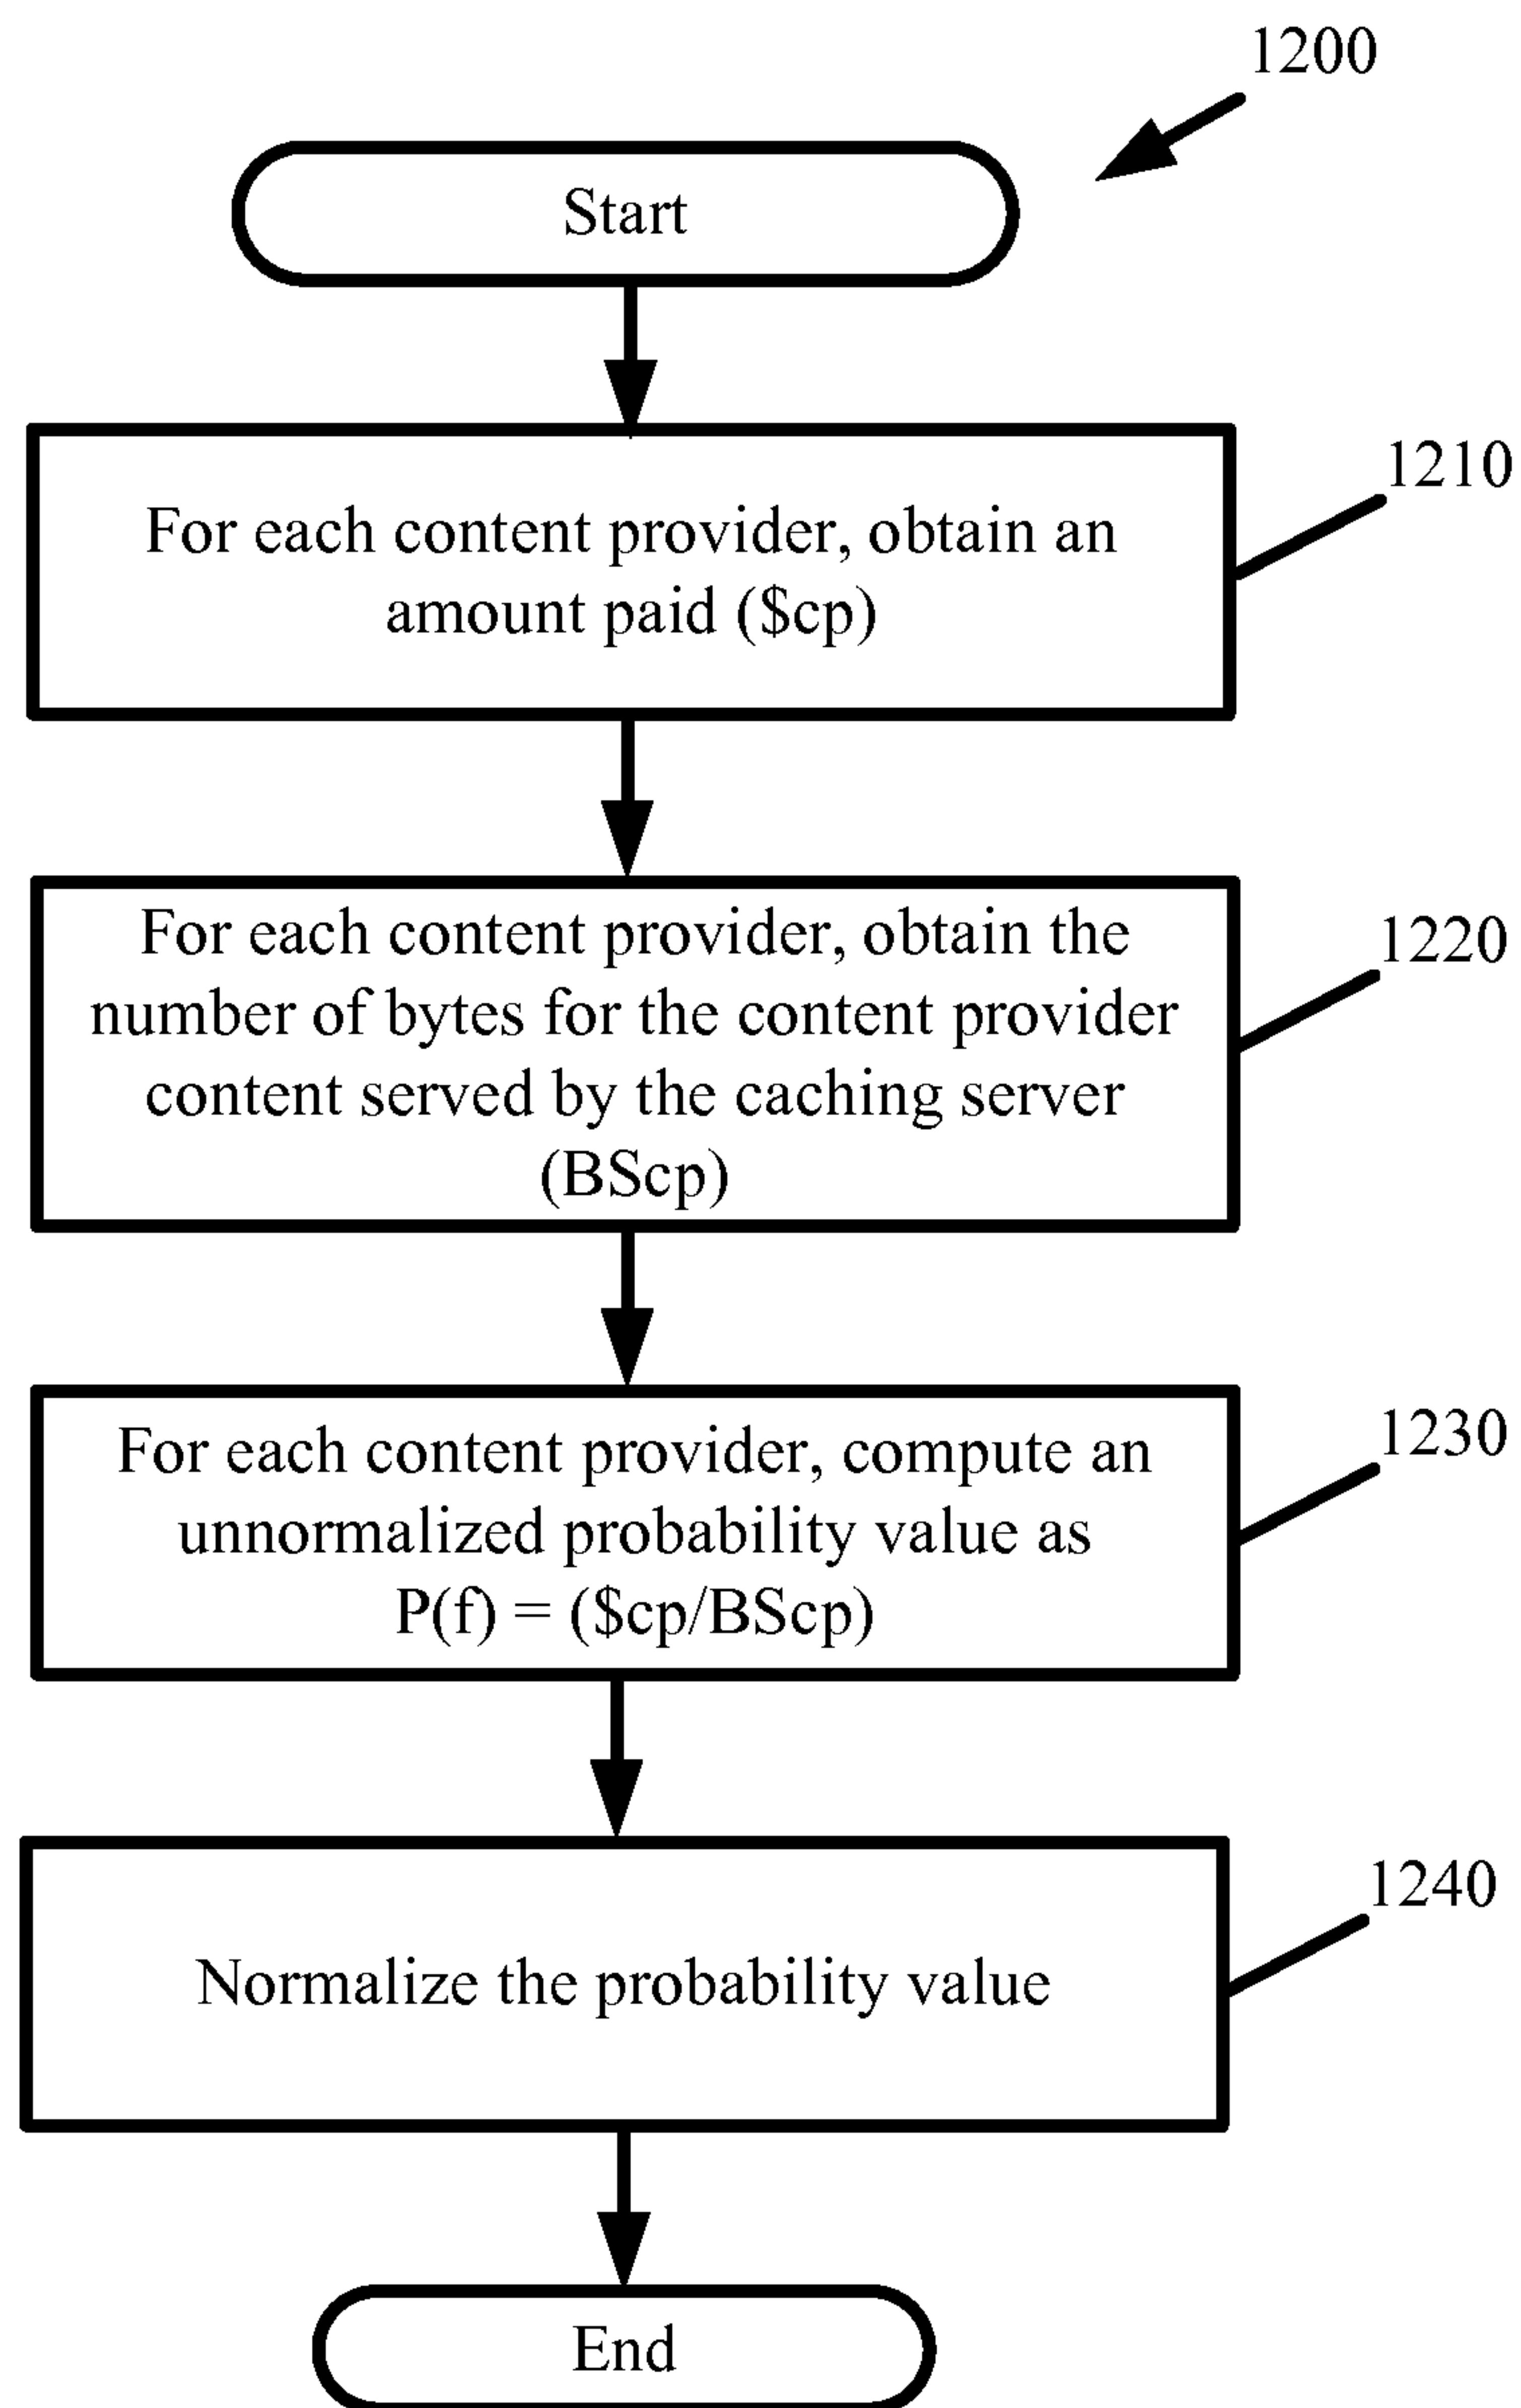 1200
Start
For each content provider, obtain an
amount paid ($cp)
1210
For each content provider, obtain the
number of bytes for the content provider
content served by the caching server
(BScp)
1220
For each content provider, compute an
unnormalized probability value as
P(f) = ($cp/BScp)
1230
Normalize the probability value
1240
End